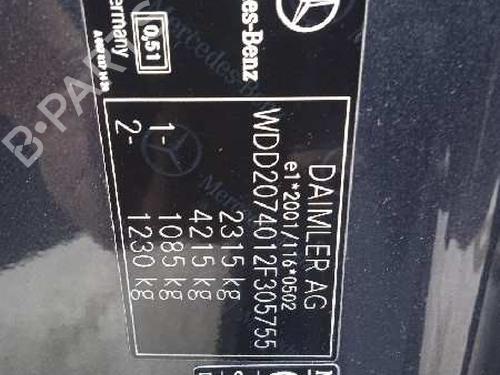 Mercedes-Benz
Germany
0,51
DAIMLER AG
e1*2001/116*0502
WDD2074012F305755
2315 kg
4215 kg
1- 1085 kg
2- 1230 kg
B-PARTS